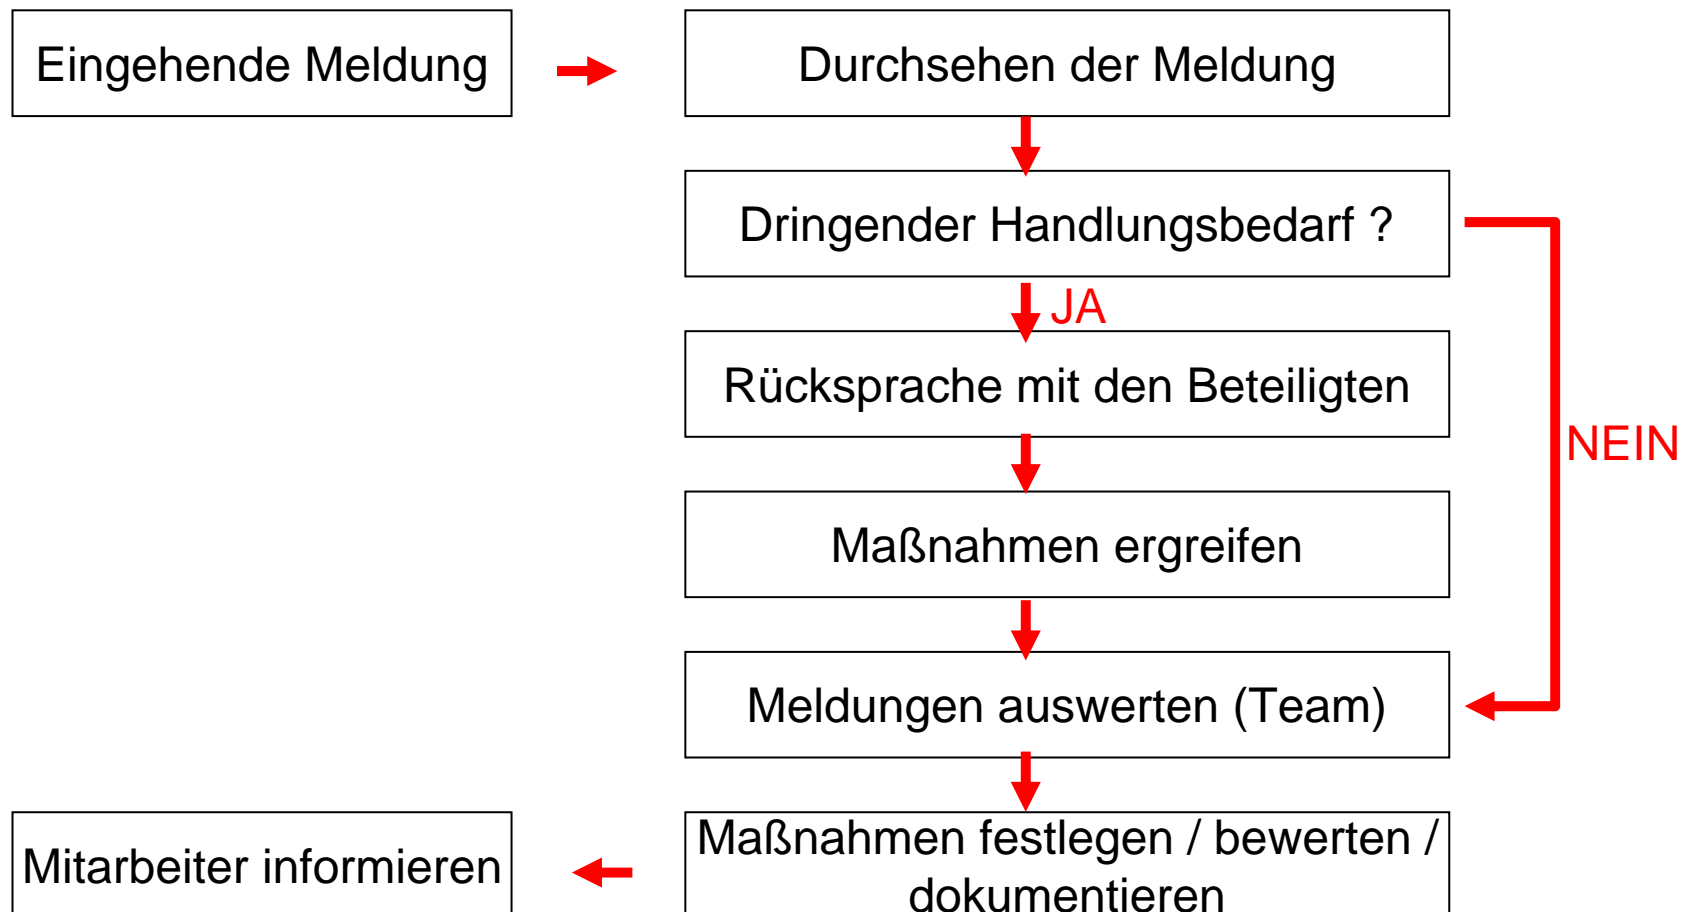 Eingehende Meldung
Durchsehen der Meldung
Dringender Handlungsbedarf ?
JA
Rücksprache mit den Beteiligten
NEIN
Maßnahmen ergreifen
Meldungen auswerten (Team)
Maßnahmen festlegen / bewerten /
dokumentieren
Mitarbeiter informieren